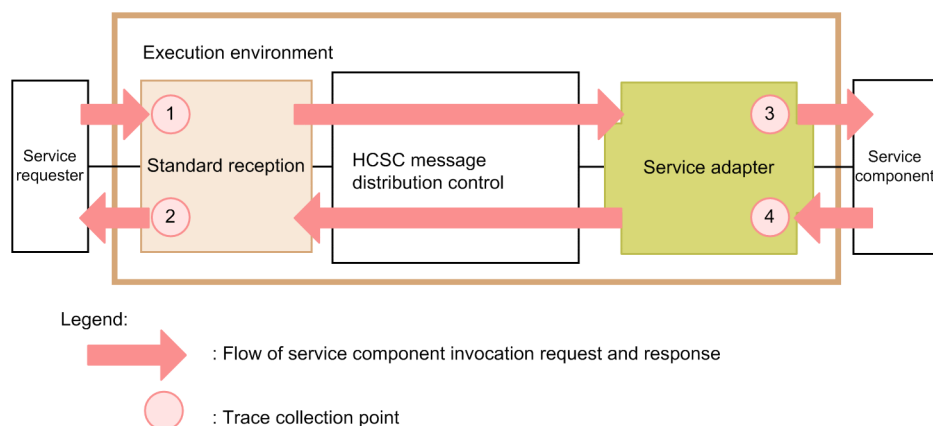 Execution environment
1
3
Service
requester
Standard reception
HCSC message
distribution control
Service adapter
Service
component
2
4
Legend:
: Flow of service component invocation request and response
: Trace collection point